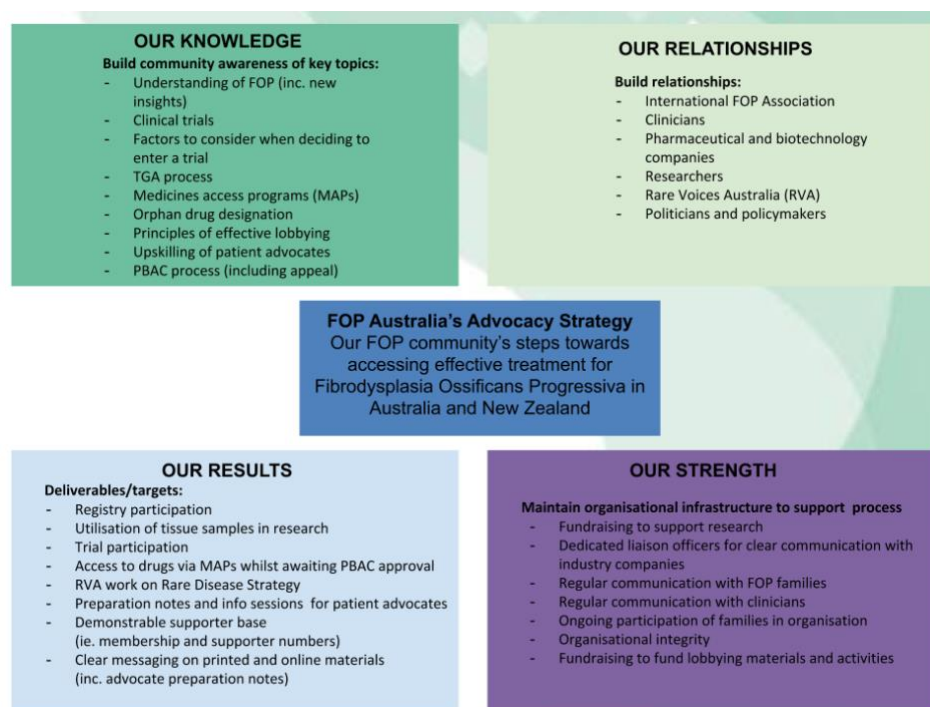 OUR KNOWLEDGE
Build community awareness of key topics:
- Understanding of FOP (inc. new
insights)
- Clinical trials
- Factors to consider when deciding to
enter a trial
- TGA process
- Medicines access programs (MAPs)
- Orphan drug designation
- Principles of effective lobbying
- Upskilling of patient advocates
- PBAC process (including appeal)
OUR RELATIONSHIPS
Build relationships:
- International FOP Association
- Clinicians
- Pharmaceutical and biotechnology
companies
- Researchers
- Rare Voices Australia (RVA)
- Politicians and policymakers
FOP Australia's Advocacy Strategy
Our FOP community's steps towards
accessing effective treatment for
Fibrodysplasia Ossificans Progressiva in
Australia and New Zealand
OUR RESULTS
Deliverables/targets:
- Registry participation
- Utilisation of tissue samples in research
- Trial participation
- Access to drugs via MAPs whilst awaiting PBAC approval
- RVA work on Rare Disease Strategy
- Preparation notes and info sessions for patient advocates
- Demonstrable supporter base
(ie. membership and supporter numbers)
- Clear messaging on printed and online materials
(inc. advocate preparation notes)
OUR STRENGTH
Maintain organisational infrastructure to support process
- Fundraising to support research
- Dedicated liaison officers for clear communication with
industry companies
- Regular communication with FOP families
- Regular communication with clinicians
- Ongoing participation of families in organisation
- Organisational integrity
- Fundraising to fund lobbying materials and activities